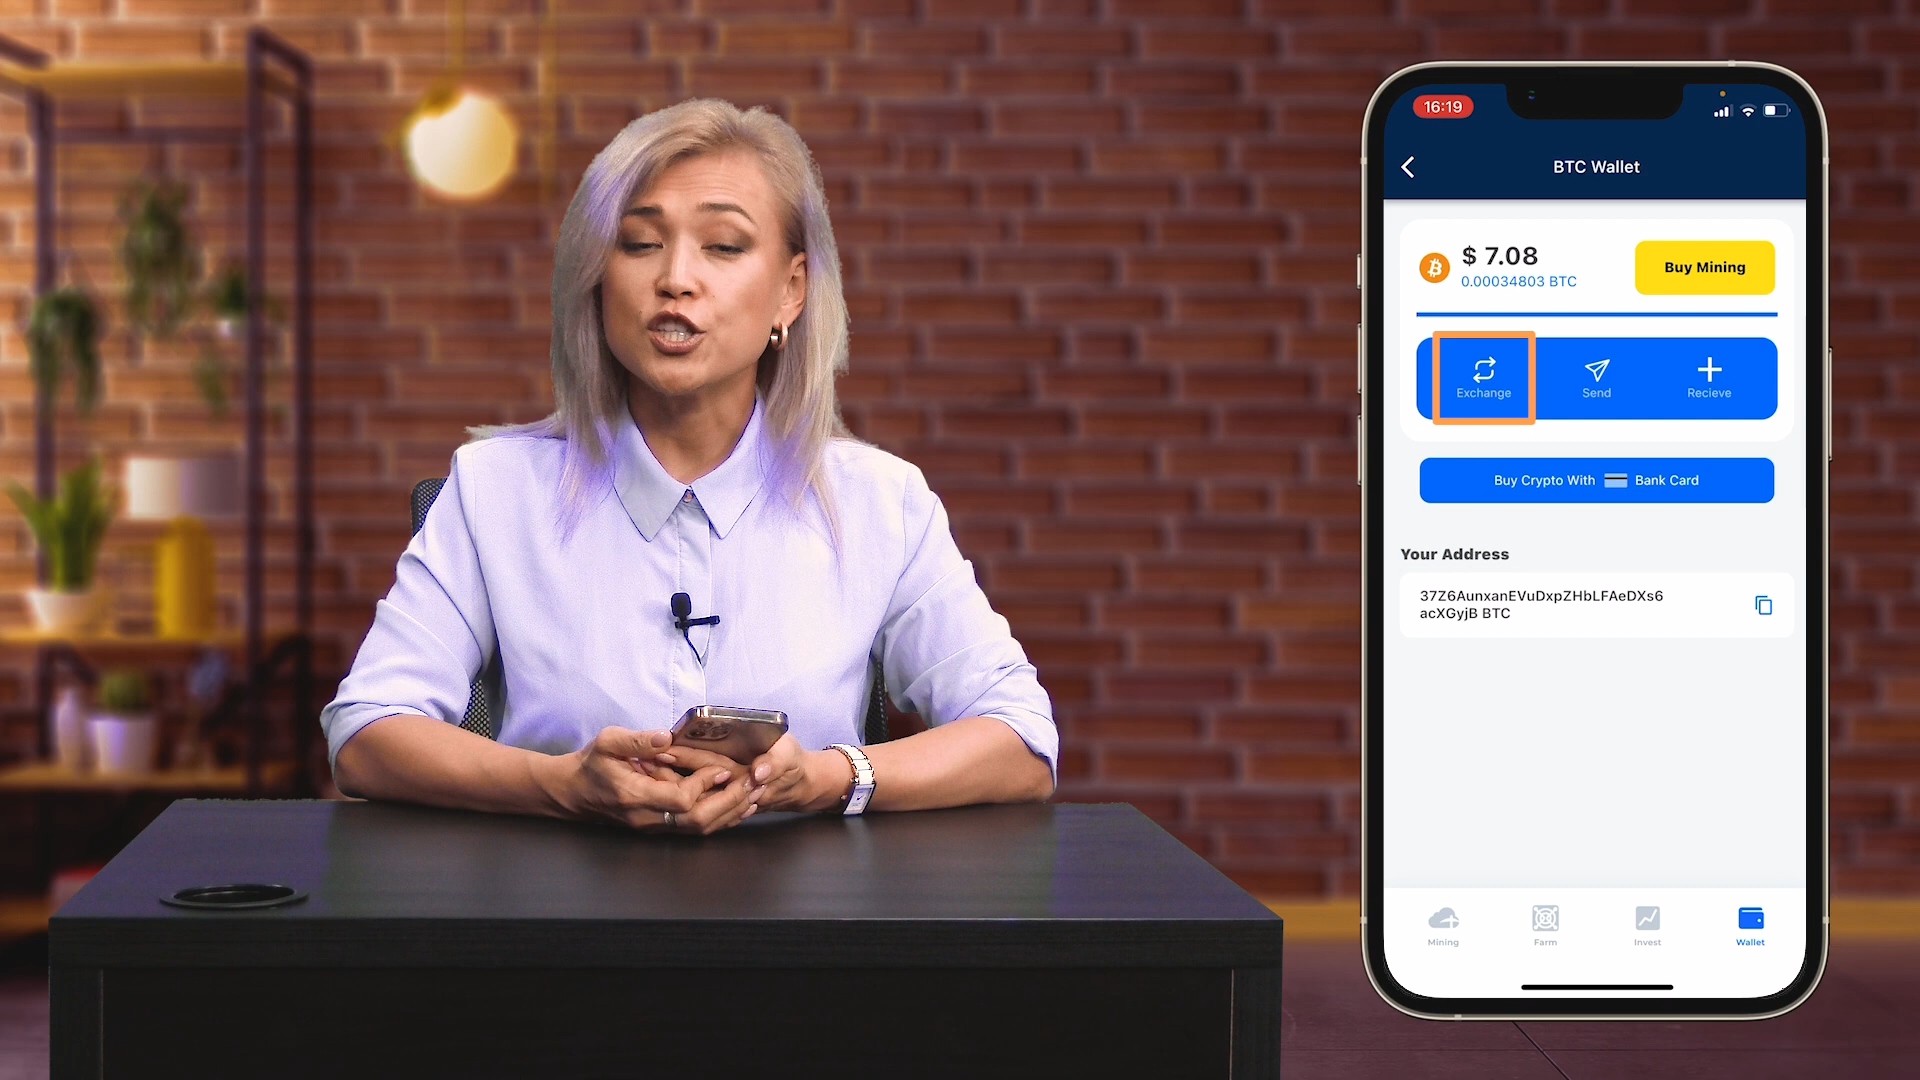 16:19
BTC Wallet
$ 7.08
0.00034803 BTC
Buy Mining
Exchange
Send
Recieve
Buy Crypto With Bank Card
Your Address
37Z6AunxanEVuDxpZHbLFAeDXs6
acXGyjB BTC
Mining
Farm
Invest
Wallet